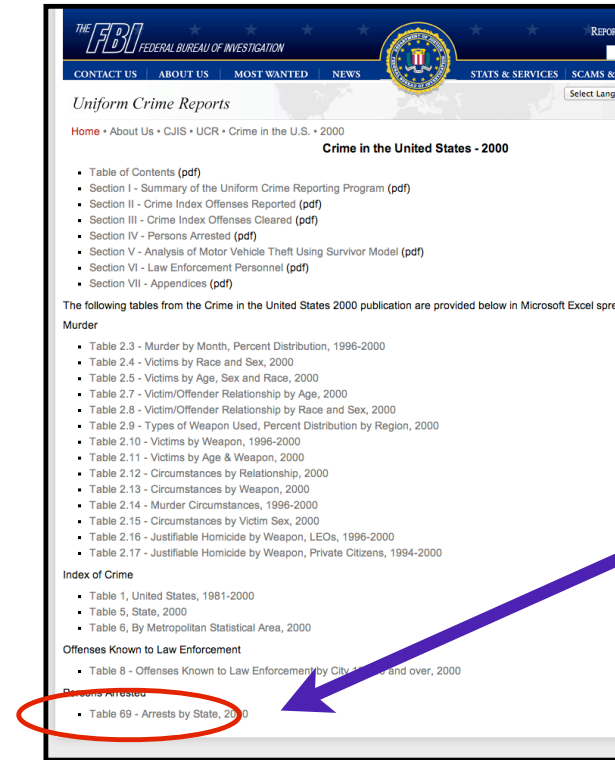 THE FBI FEDERAL BUREAU OF INVESTIGATION
REPOR
CONTACT US ABOUT US MOST WANTED NEWS STATS & SERVICES SCAMS &
Select Lang
Uniform Crime Reports
Home • About Us • CJIS • UCR • Crime in the U.S. • 2000
Crime in the United States - 2000
Table of Contents (pdf)
Section I - Summary of the Uniform Crime Reporting Program (pdf)
Section II - Crime Index Offenses Reported (pdf)
Section III - Crime Index Offenses Cleared (pdf)
Section IV - Persons Arrested (pdf)
Section V - Analysis of Motor Vehicle Theft Using Survivor Model (pdf)
Section VI - Law Enforcement Personnel (pdf)
Section VII - Appendices (pdf)
The following tables from the Crime in the United States 2000 publication are provided below in Microsoft Excel spre
Murder
Table 2.3 - Murder by Month, Percent Distribution, 1996-2000
Table 2.4 - Victims by Race and Sex, 2000
Table 2.5 - Victims by Age, Sex and Race, 2000
Table 2.7 - Victim/Offender Relationship by Age, 2000
Table 2.8 - Victim/Offender Relationship by Race and Sex, 2000
Table 2.9 - Types of Weapon Used, Percent Distribution by Region, 2000
Table 2.10 - Victims by Weapon, 1996-2000
Table 2.11 - Victims by Age & Weapon, 2000
Table 2.12 - Circumstances by Relationship, 2000
Table 2.13 - Circumstances by Weapon, 2000
Table 2.14 - Murder Circumstances, 1996-2000
Table 2.15 - Circumstances by Victim Sex, 2000
Table 2.16 - Justifiable Homicide by Weapon, LEOs, 1996-2000
Table 2.17 - Justifiable Homicide by Weapon, Private Citizens, 1994-2000
Index of Crime
Table 1, United States, 1981-2000
Table 5, State, 2000
Table 6, By Metropolitan Statistical Area, 2000
Offenses Known to Law Enforcement
Table 8 - Offenses Known to Law Enforcement by City and over, 2000
Persons Arrested
Table 69 - Arrests by State, 2000